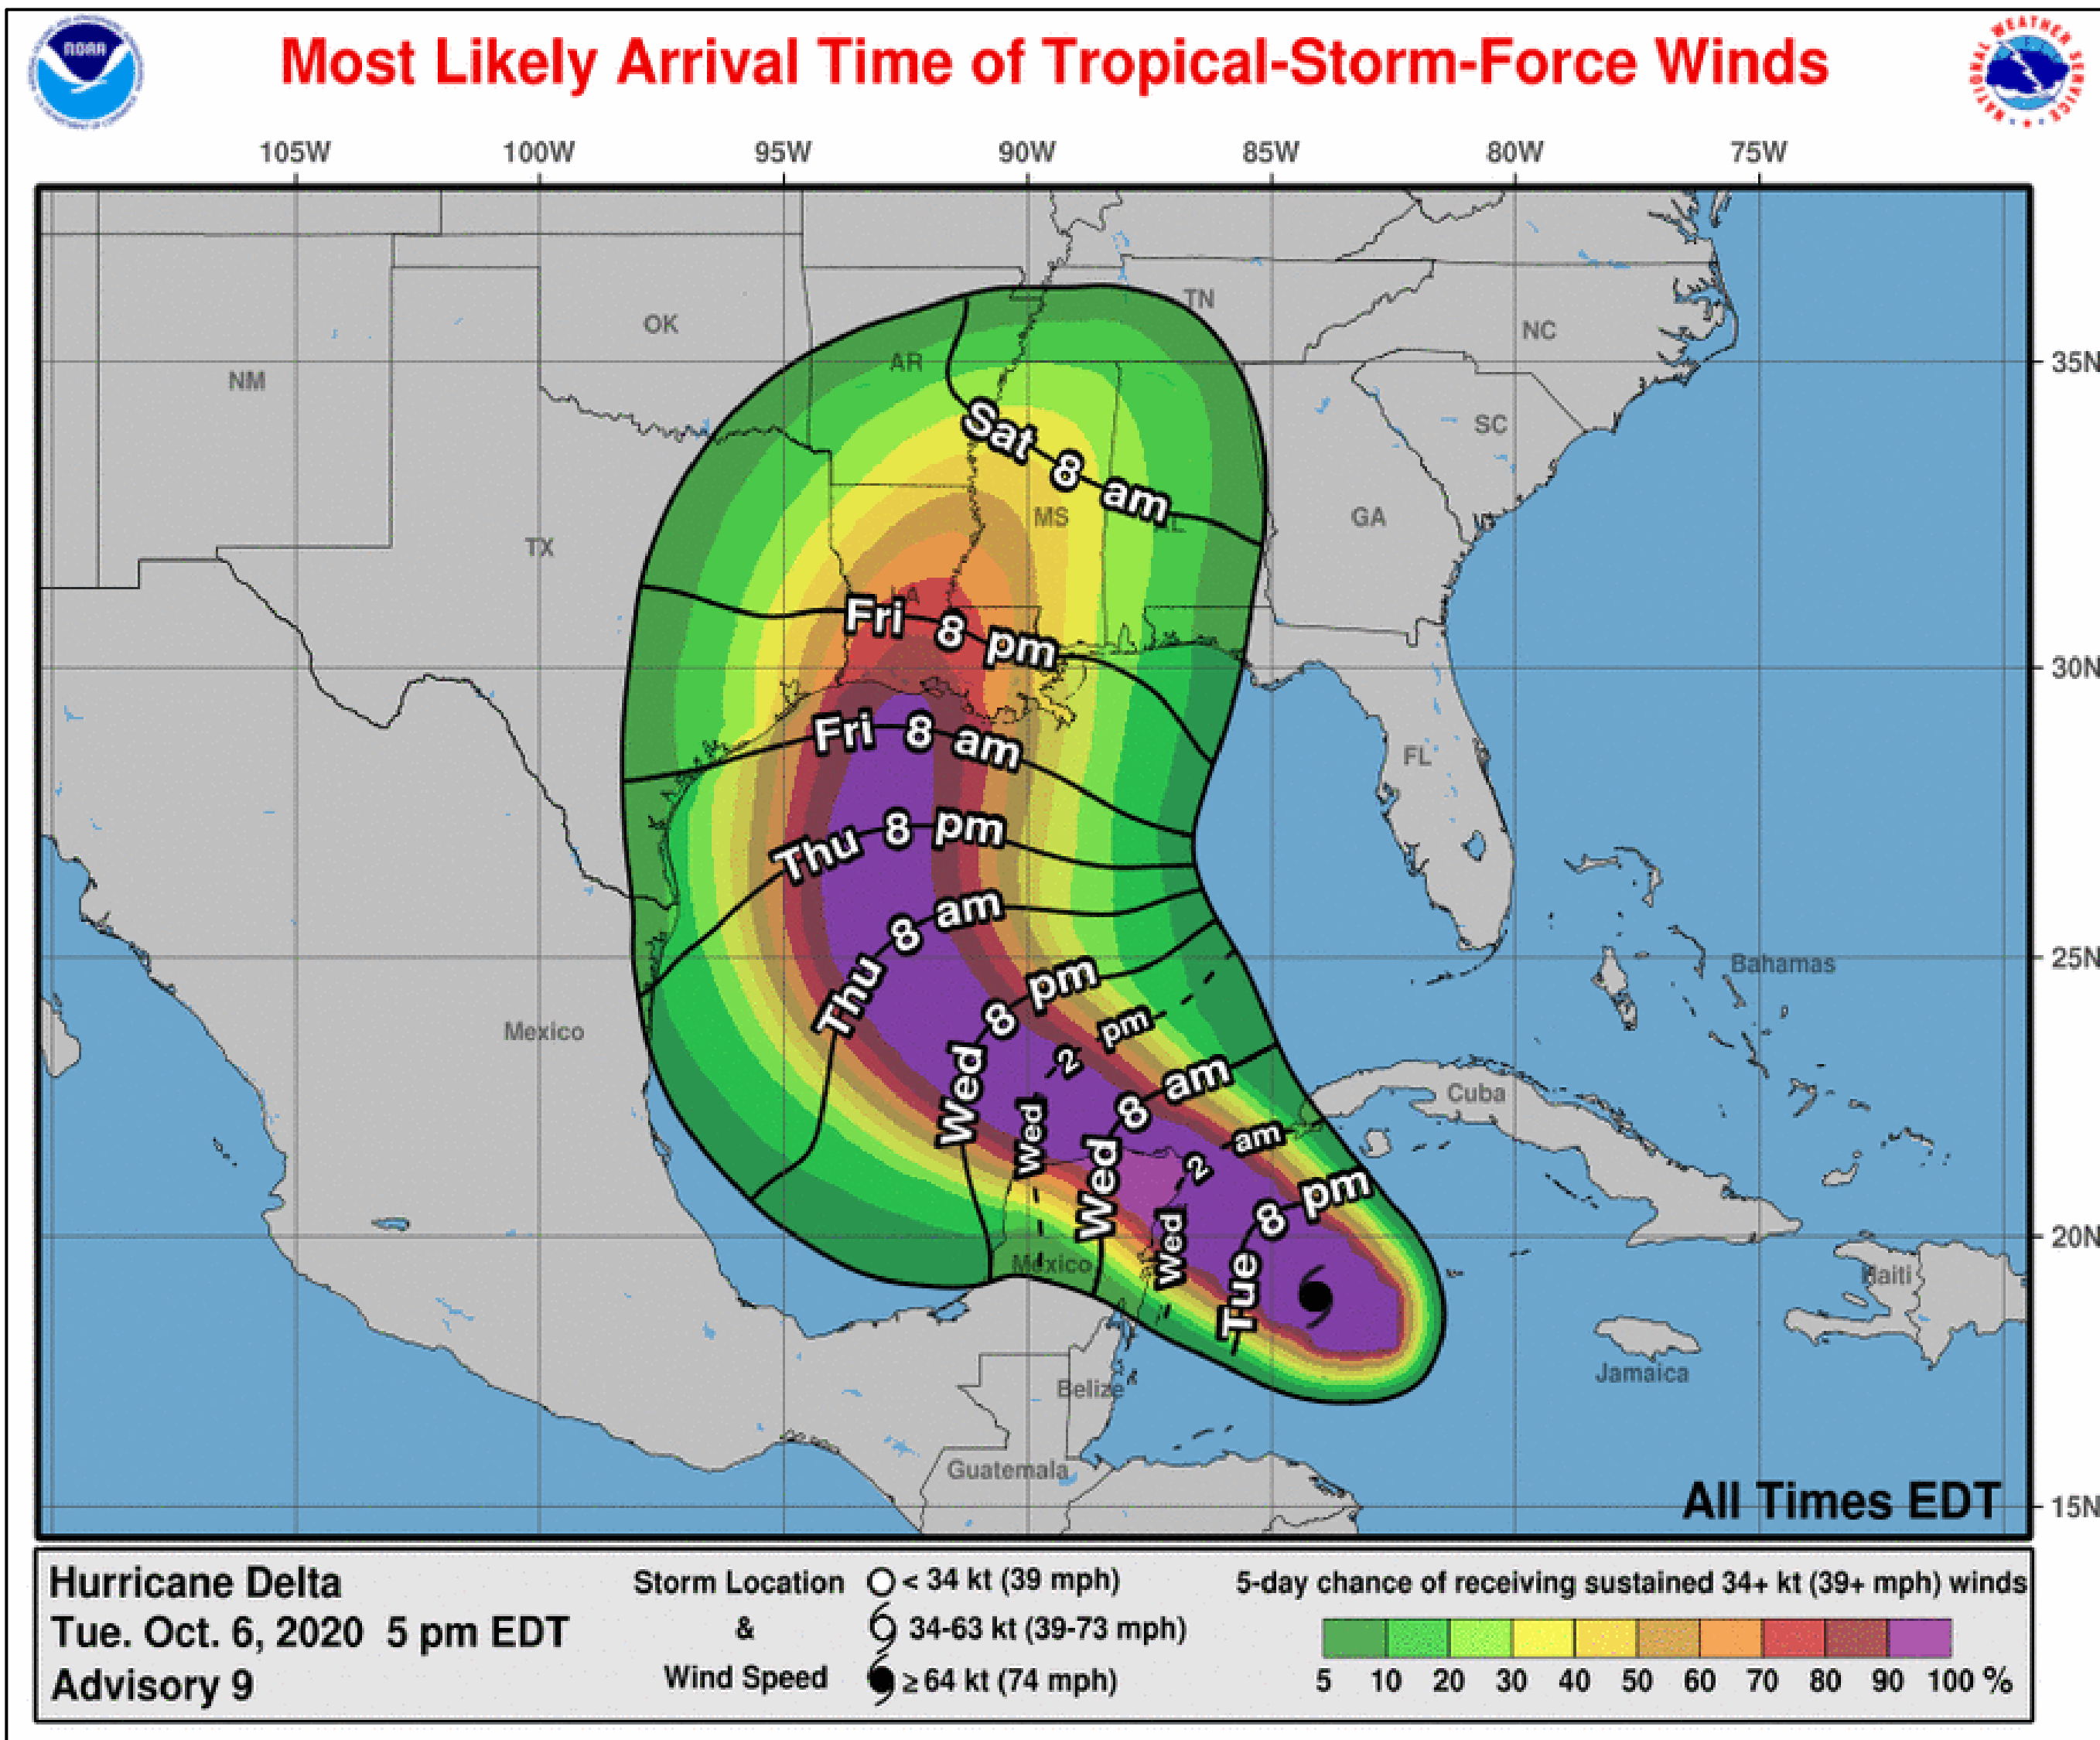 NOAA
Most Likely Arrival Time of Tropical-Storm-Force Winds
NATIONAL WEATHER SERVICE
105W 100W 95W 90W 85W 80W 75W
TN
OK
NC
AR
35N
NM
SC
Sat 8 am
MS
GA
TX
LA
Fri 8 pm
30N
Fri 8 am
FL
Thu 8 pm
Thu 8 am
25N
Bahamas
Wed 8 pm
Mexico
Wed 2 pm
Cuba
Wed 8 am
Wed 2 am
Tue 8 pm
20N
Mexico
Haiti
Jamaica
Belize
Guatemala
All Times EDT
15N
Hurricane Delta
Tue. Oct. 6, 2020 5 pm EDT
Advisory 9
Storm Location
&
Wind Speed
< 34 kt (39 mph)
34-63 kt (39-73 mph)
≥ 64 kt (74 mph)
5-day chance of receiving sustained 34+ kt (39+ mph) winds
5 10 20 30 40 50 60 70 80 90 100 %